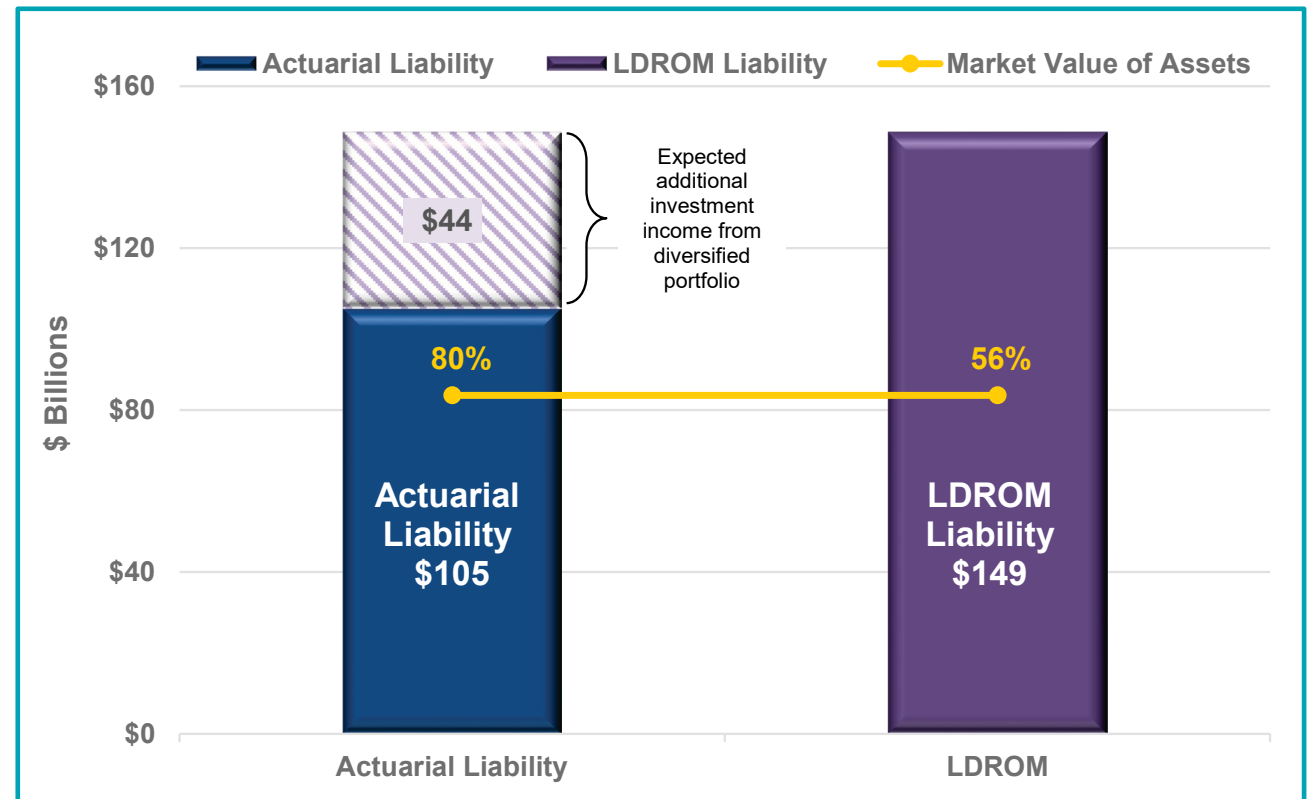 Actuarial Liability LDROM Liability Market Value of Assets
$160
$120
$80
$40
$0
$ Billions
$44
Expected
additional
investment
income from
diversified
portfolio
80%
56%
Actuarial
Liability
$105
LDROM
Liability
$149
Actuarial Liability
LDROM